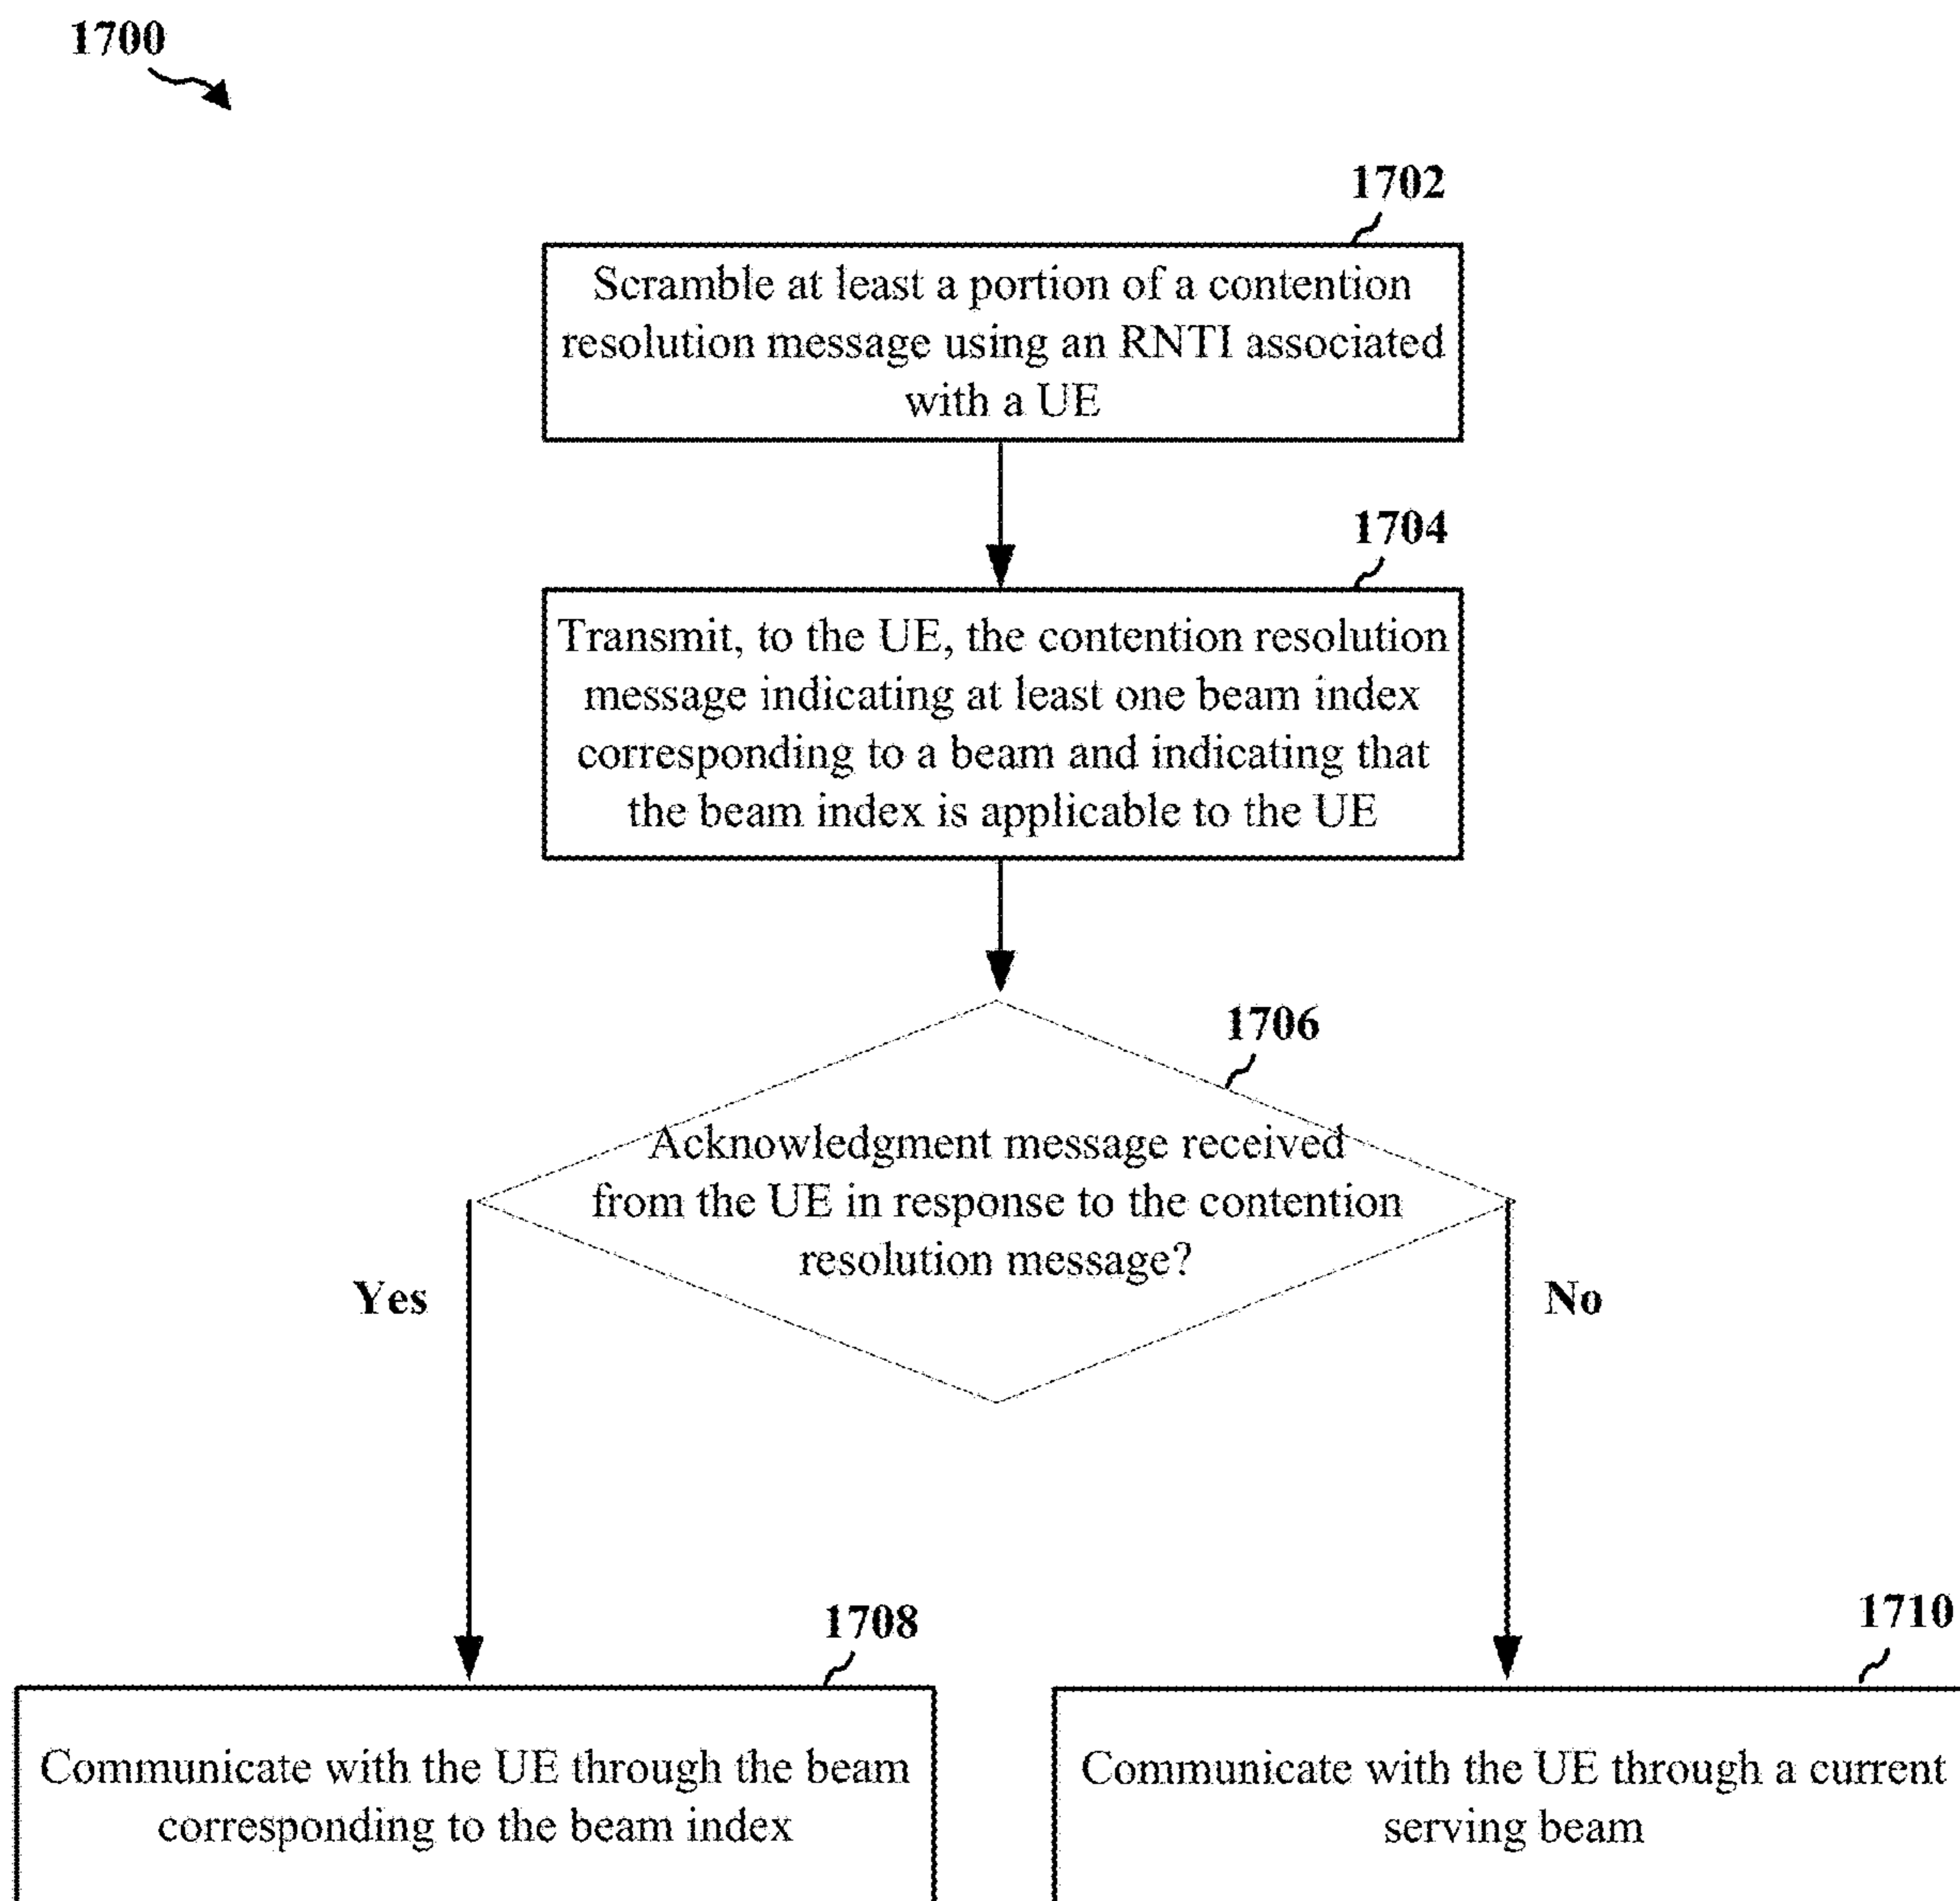 1700
1702
Scramble at least a portion of a contention
resolution message using an RNTI associated
with a UE
1704
Transmit, to the UE, the contention resolution
message indicating at least one beam index
corresponding to a beam and indicating that
the beam index is applicable to the UE
1706
Acknowledgment message received
from the UE in response to the contention
resolution message?
Yes
No
1708
Communicate with the UE through the beam
corresponding to the beam index
1710
Communicate with the UE through a current
serving beam